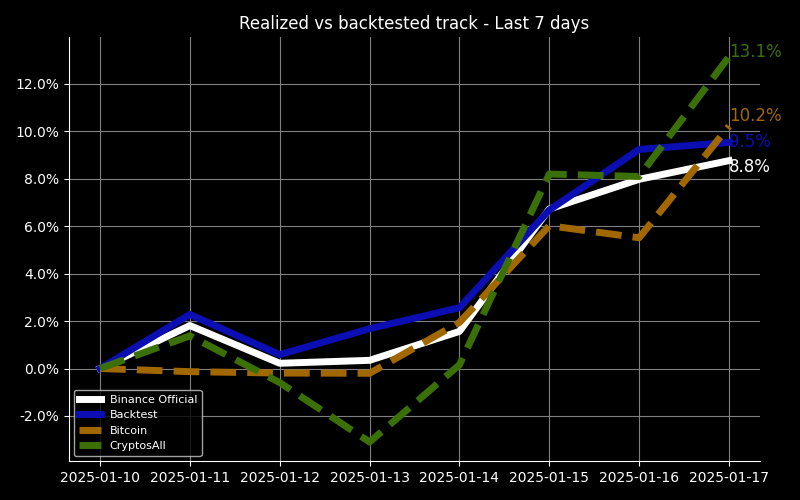 Realized vs backtested track - Last 7 days
13.1%
12.0%
10.2%
10.0%
9.5%
8.8%
8.0%
6.0%
4.0%
2.0%
0.0%
-2.0%
Binance Official
Backtest
Bitcoin
CryptosAll
2025-01-10 2025-01-11 2025-01-12 2025-01-13 2025-01-14 2025-01-15 2025-01-16 2025-01-17